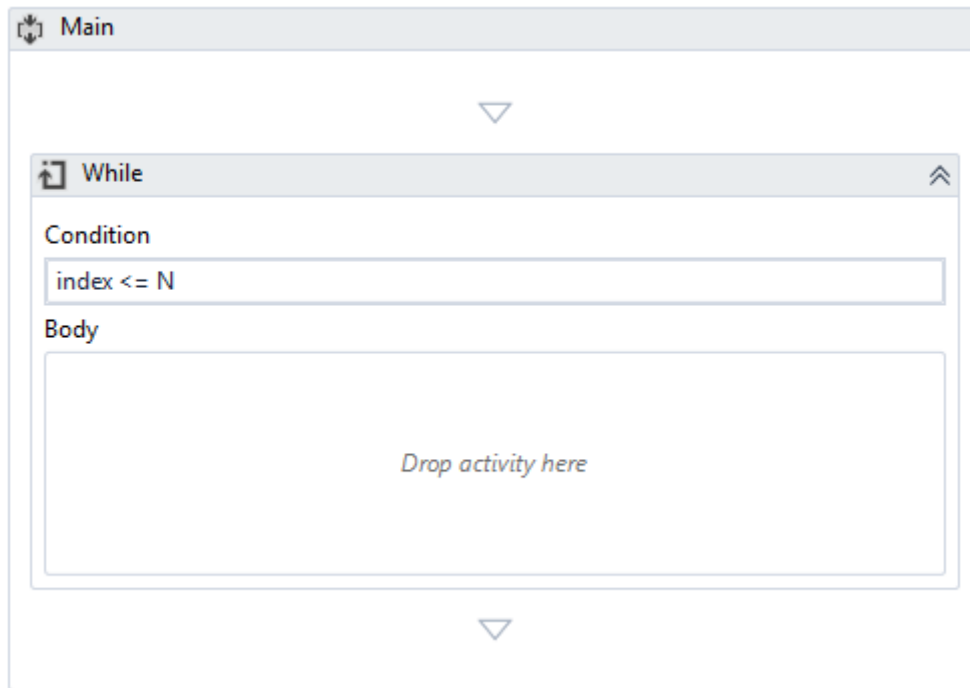 Main
While
Condition
index <= N
Body
Drop activity here